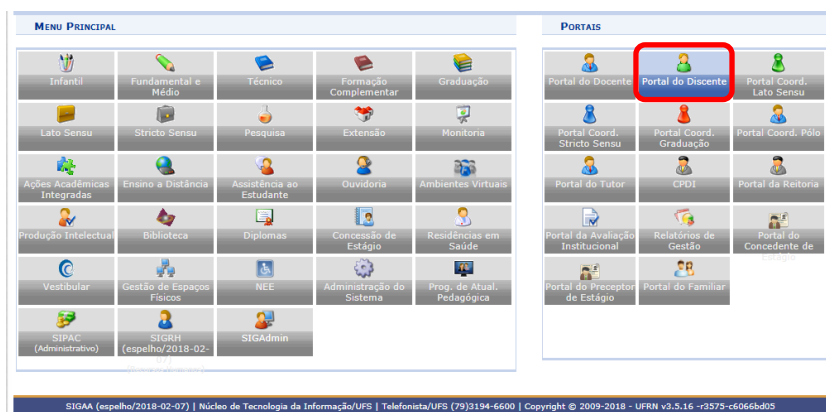 MENU PRINCIPAL
Infantil
Fundamental e
Médio
Técnico
Formação
Complementar
Graduação
Lato Sensu
Stricto Sensu
Pesquisa
Extensão
Monitoria
Ações Acadêmicas
Integradas
Ensino a Distância
Assistência ao
Estudante
Ouvidoria
Ambientes Virtuais
Produção Intelectual
Biblioteca
Diplomas
Concessão de
Estágio
Residências em
Saúde
Vestibular
Gestão de Espaços
Físicos
NEE
Administração do
Sistema
Prog. de Atual.
Pedagógica
SIPAC
(Administrativo)
SIGRH
(espelho/2018-02-
07)
SIGAdmin
PORTAIS
Portal do Docente
Portal do Discente
Portal Coord.
Lato Sensu
Portal Coord.
Stricto Sensu
Portal Coord.
Graduação
Portal Coord. Pólo
Portal do Tutor
CPDI
Portal da Reitoria
Portal da Avaliação
Institucional
Relatórios de
Gestão
Portal do
Concedente de
Estágio
Portal do Preceptor
de Estágio
Portal do Familiar
SIGAA (espelho/2018-02-07) | Núcleo de Tecnologia da Informação/UFS | Telefonista/UFS (79)3194-6600 | Copyright © 2009-2018 - UFRN v3.5.16 -r3575-c6066bd05